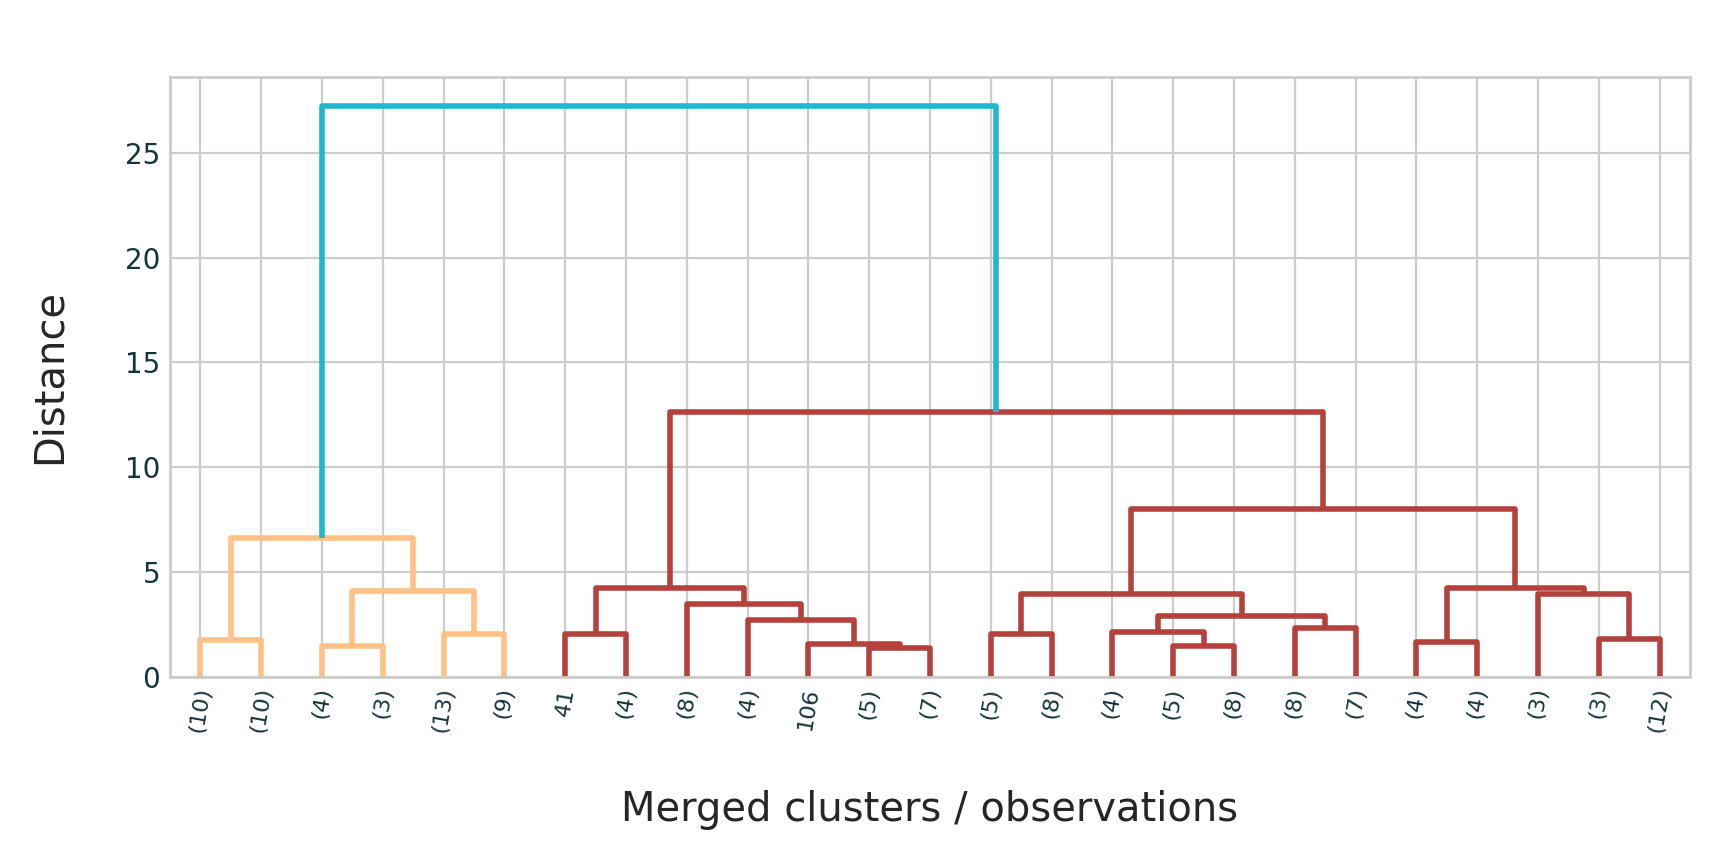 25
20
15
10
5
0
Distance
(10) (10) (4) (3) (13) (9) 41 (4) (8) (4) 106 (5) (7) (5) (8) (4) (5) (8) (8) (7) (4) (4) (3) (3) (12)
Merged clusters / observations